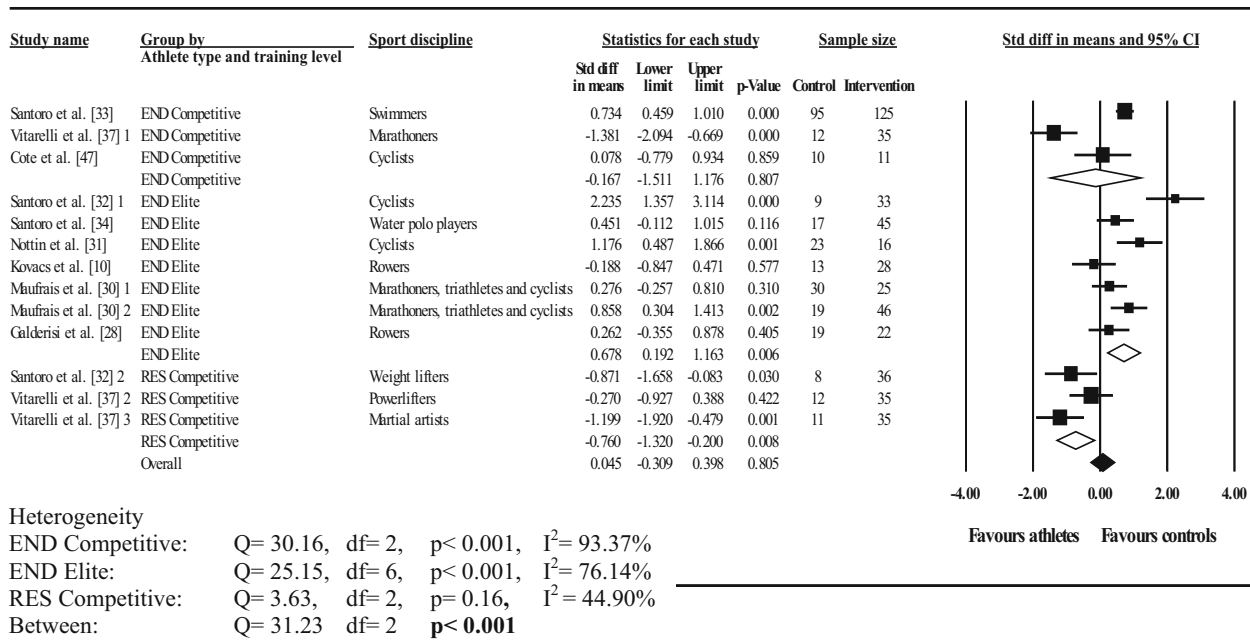 Study name Group by Sport discipline Statistics for each study Sample size Std diff in means and 95% CI
Athlete type and training level
Std diff Lower Upper
in means limit limit p-Value Control Intervention
Santoro et al. [33] END Competitive Swimmers 0.734 0.459 1.010 0.000 95 125
Vitarelli et al. [37] 1 END Competitive Marathoners -1.381 -2.094 -0.669 0.000 12 35
Cote et al. [47] END Competitive Cyclists 0.078 -0.779 0.934 0.859 10 11
END Competitive -0.167 -1.511 1.176 0.807
Santoro et al. [32] 1 END Elite Cyclists 2.235 1.357 3.114 0.000 9 33
Santoro et al. [34] END Elite Water polo players 0.451 -0.112 1.015 0.116 17 45
Nottin et al. [31] END Elite Cyclists 1.176 0.487 1.866 0.001 23 16
Kovacs et al. [10] END Elite Rowers -0.188 -0.847 0.471 0.577 13 28
Maufrais et al. [30] 1 END Elite Marathoners, triathletes and cyclists 0.276 -0.257 0.810 0.310 30 25
Maufrais et al. [30] 2 END Elite Marathoners, triathletes and cyclists 0.858 0.304 1.413 0.002 19 46
Galderisi et al. [28] END Elite Rowers 0.262 -0.355 0.878 0.405 19 22
END Elite 0.678 0.192 1.163 0.006
Santoro et al. [32] 2 RES Competitive Weight lifters -0.871 -1.658 -0.083 0.030 8 36
Vitarelli et al. [37] 2 RES Competitive Powerlifters -0.270 -0.927 0.388 0.422 12 35
Vitarelli et al. [37] 3 RES Competitive Martial artists -1.199 -1.920 -0.479 0.001 11 35
RES Competitive -0.760 -1.320 -0.200 0.008
Overall 0.045 -0.309 0.398 0.805
-4.00 -2.00 0.00 2.00 4.00
Favours athletes Favours controls
Heterogeneity
END Competitive: Q= 30.16, df= 2, p< 0.001, I²= 93.37%
END Elite: Q= 25.15, df= 6, p< 0.001, I²= 76.14%
RES Competitive: Q= 3.63, df= 2, p= 0.16, I² = 44.90%
Between: Q= 31.23 df= 2 p< 0.001